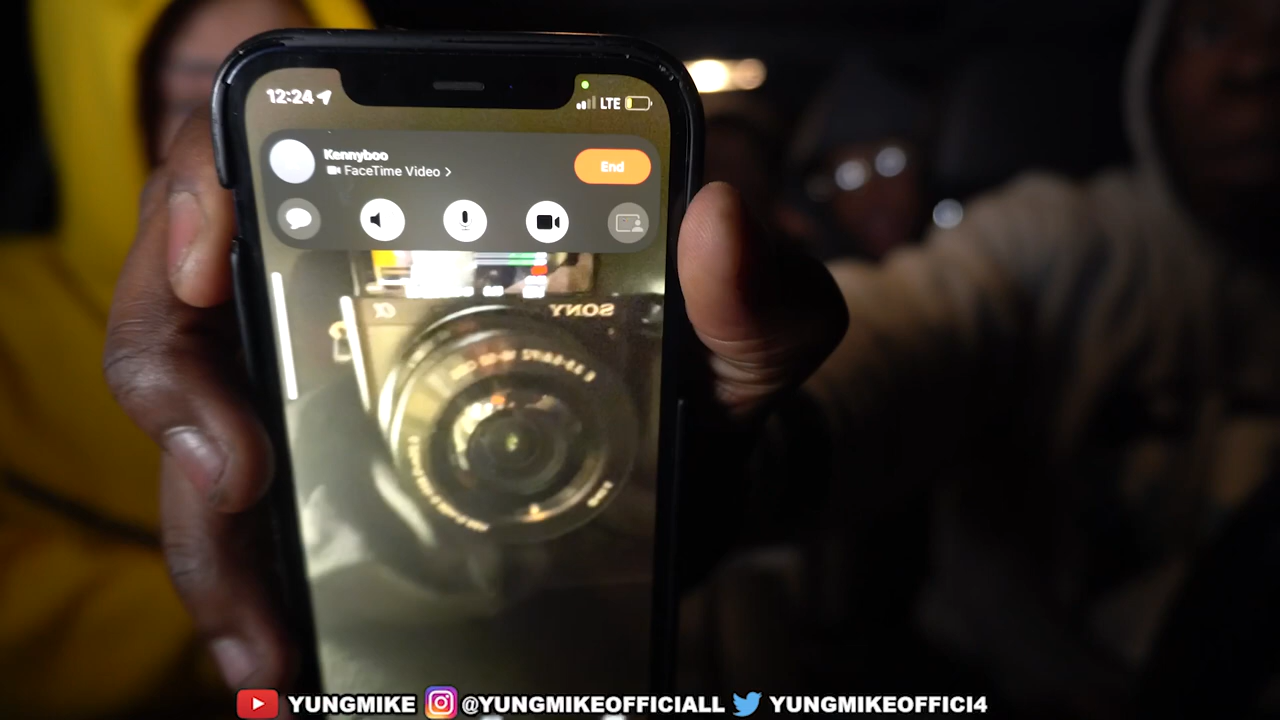 12:24
LTE
Kennyboo
FaceTime Video
End
SONY
YUNGMIKE @YUNGMIKEOFFICIALL YUNGMIKEOFFICI4